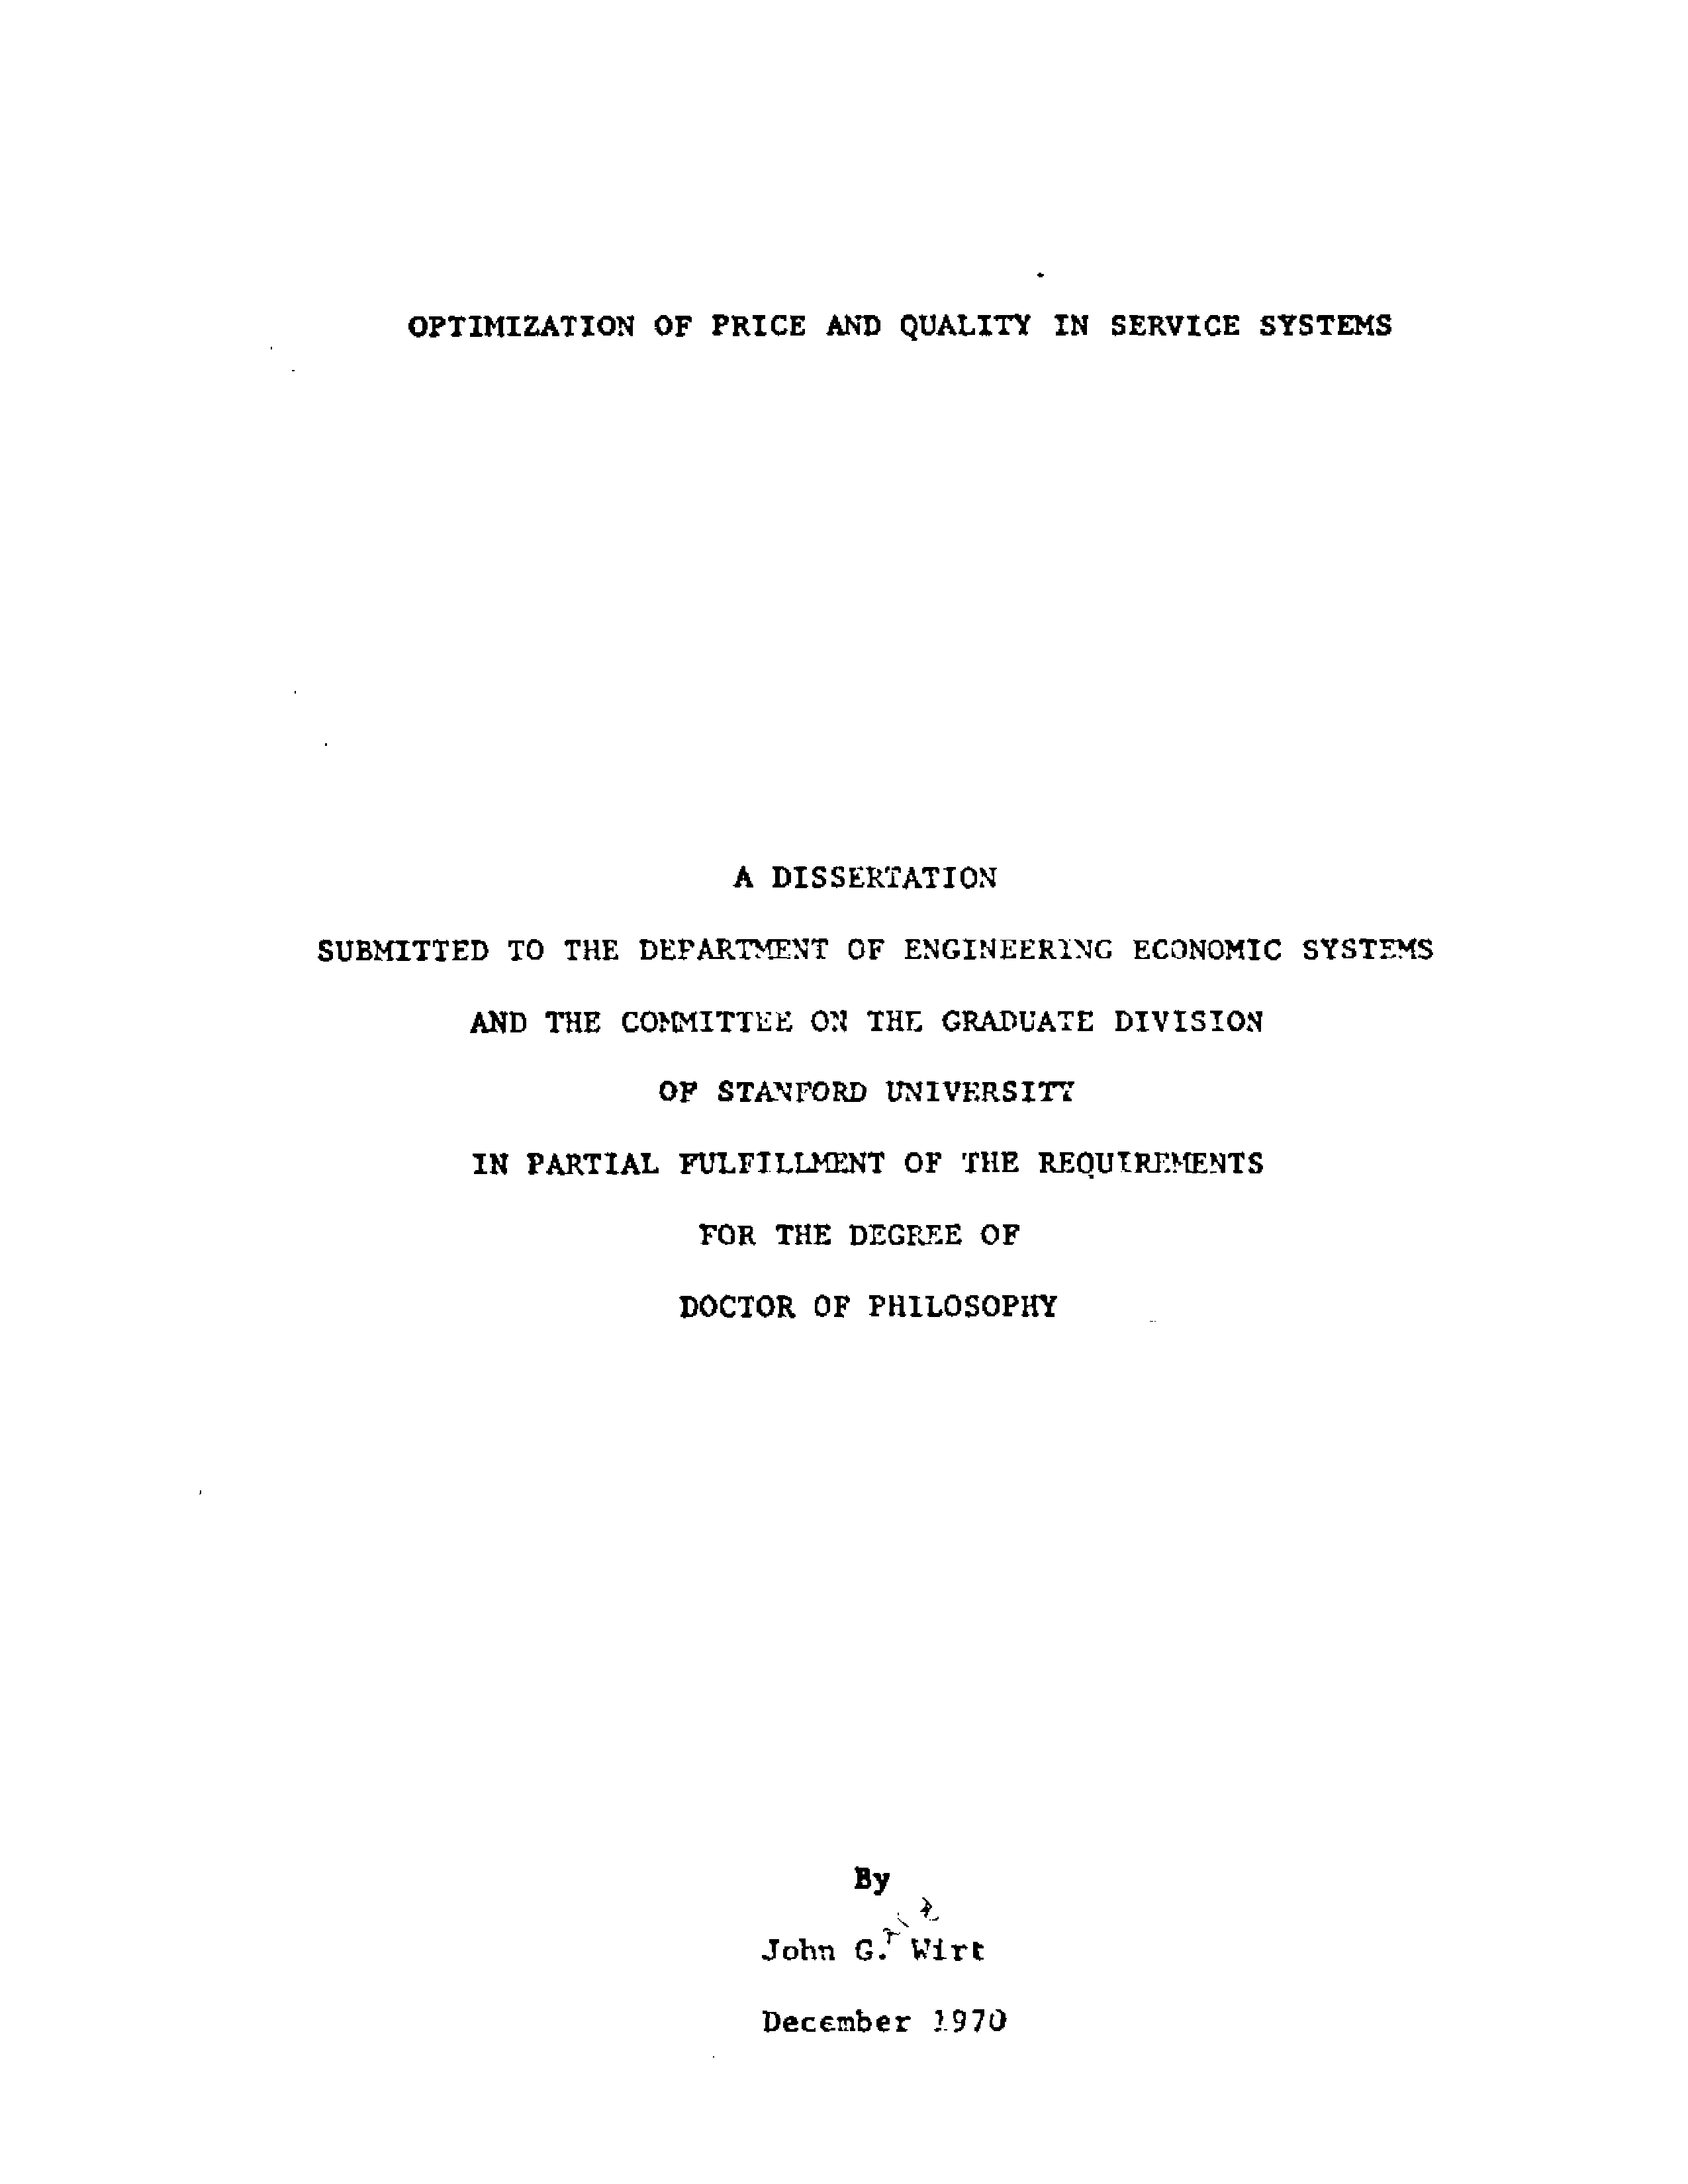 OPTIMIZATION OF PRICE AND QUALITY IN SERVICE SYSTEMS
A DISSERTATION
SUBMITTED TO THE DEPARTMENT OF ENGINEERING ECONOMIC SYSTEMS
AND THE COMMITTEE ON THE GRADUATE DIVISION
OF STANFORD UNIVERSITY
IN PARTIAL FULFILLMENT OF THE REQUIREMENTS
FOR THE DEGREE OF
DOCTOR OF PHILOSOPHY
By
John G. Wirt
December 1970